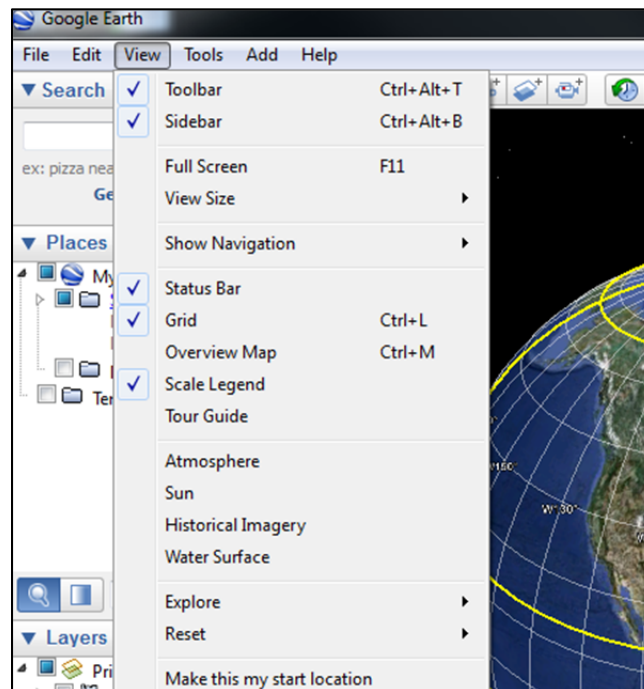 Google Earth
File Edit View Tools Add Help
Search
ex: pizza nea
Ge
Places
My
Ter
Layers
Pri
Toolbar Ctrl+Alt+T
Sidebar Ctrl+Alt+B
Full Screen F11
View Size
Show Navigation
Status Bar
Grid Ctrl+L
Overview Map Ctrl+M
Scale Legend
Tour Guide
Atmosphere
Sun
Historical Imagery
Water Surface
Explore
Reset
Make this my start location
W130°